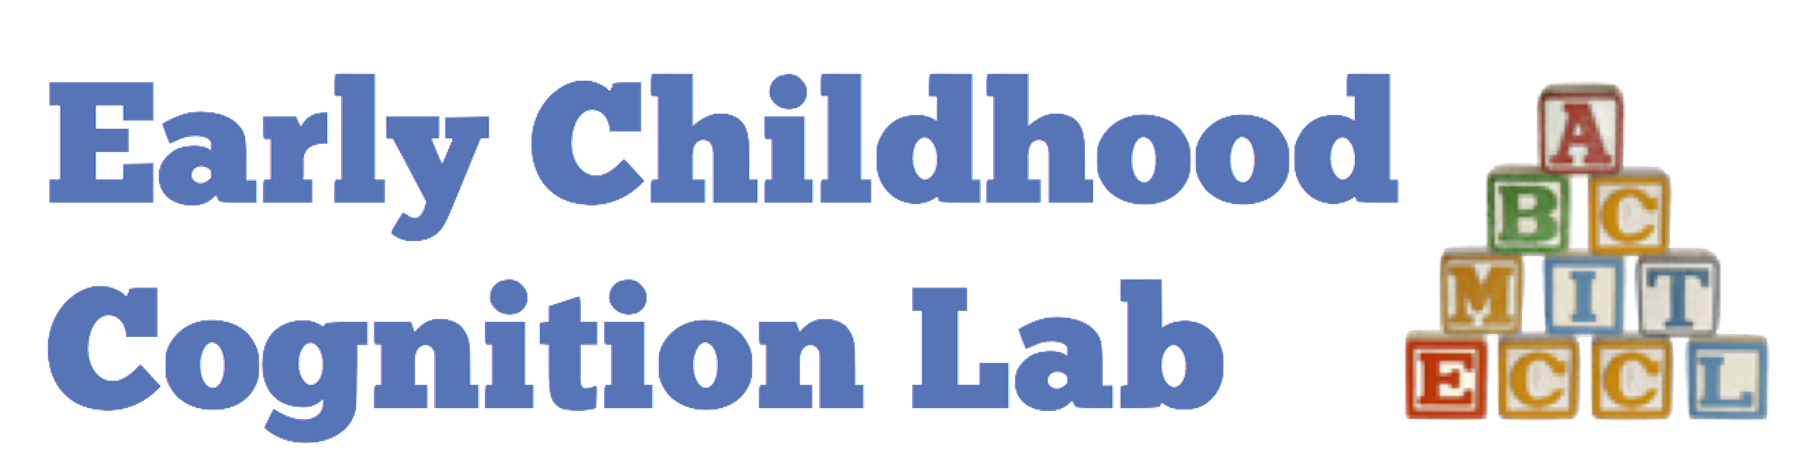 Early Childhood
Cognition Lab
A
B C
M I T
E C C L